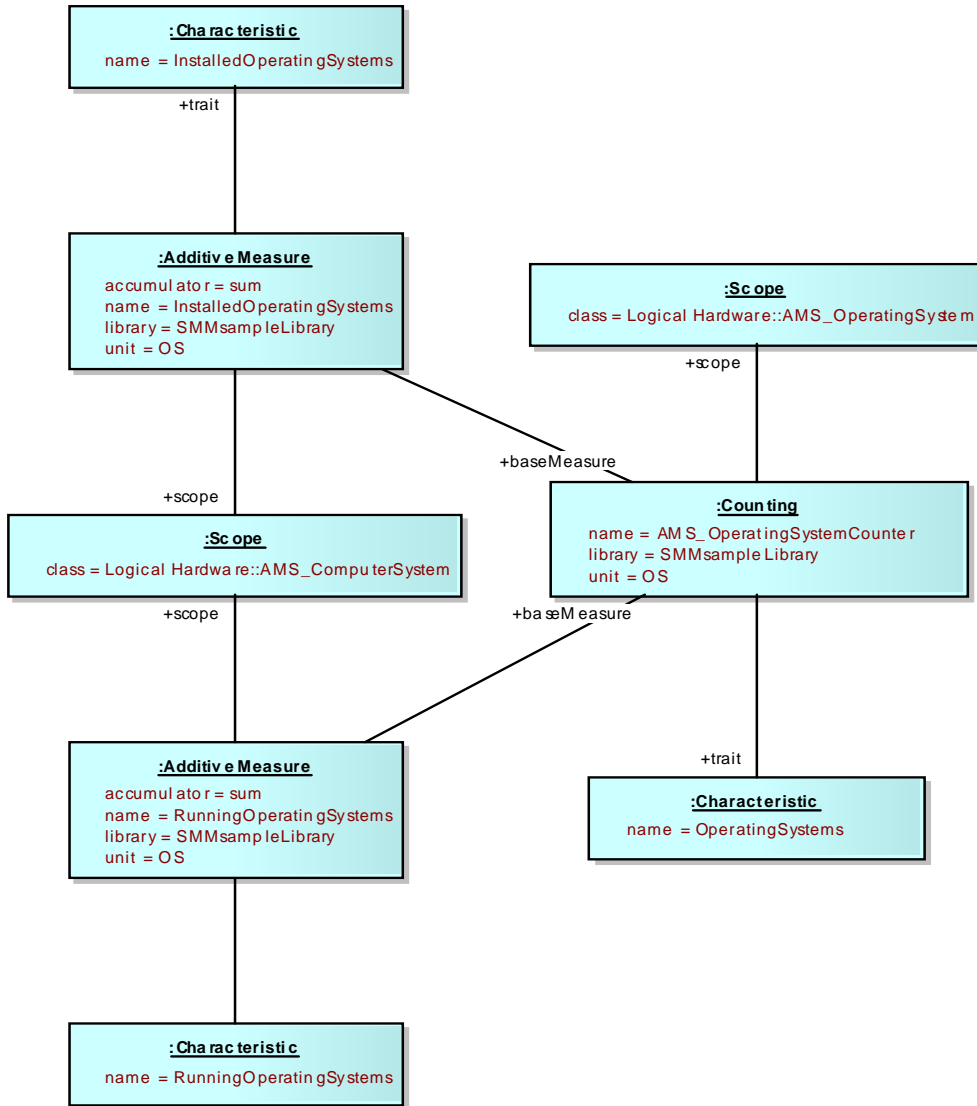 :Characteristic
name = InstalledOperatingSystems
+trait
:AdditiveMeasure
accumulator = sum
name = InstalledOperatingSystems
library = SMMsampleLibrary
unit = OS
:Scope
class = Logical Hardware::AMS_OperatingSystem
+scope
+baseMeasure
+scope
:Scope
class = Logical Hardware::AMS_ComputerSystem
+scope
:Counting
name = AMS_OperatingSystemCounter
library = SMMsampleLibrary
unit = OS
+baseMeasure
:AdditiveMeasure
accumulator = sum
name = RunningOperatingSystems
library = SMMsampleLibrary
unit = OS
+trait
:Characteristic
name = OperatingSystems
:Characteristic
name = RunningOperatingSystems